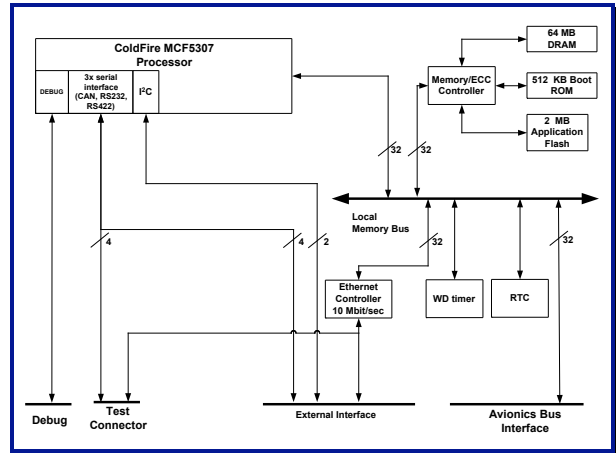 ColdFire MCF5307
Processor
DEBUG
3x serial
interface
(CAN, RS232,
RS422)
I²C
64 MB
DRAM
Memory/ECC
Controller
512 KB Boot
ROM
2 MB
Application
Flash
32
32
Local
Memory Bus
4
4
2
32
32
Ethernet
Controller
10 Mbit/sec
WD timer
RTC
Debug
Test
Connector
External Interface
Avionics Bus
Interface